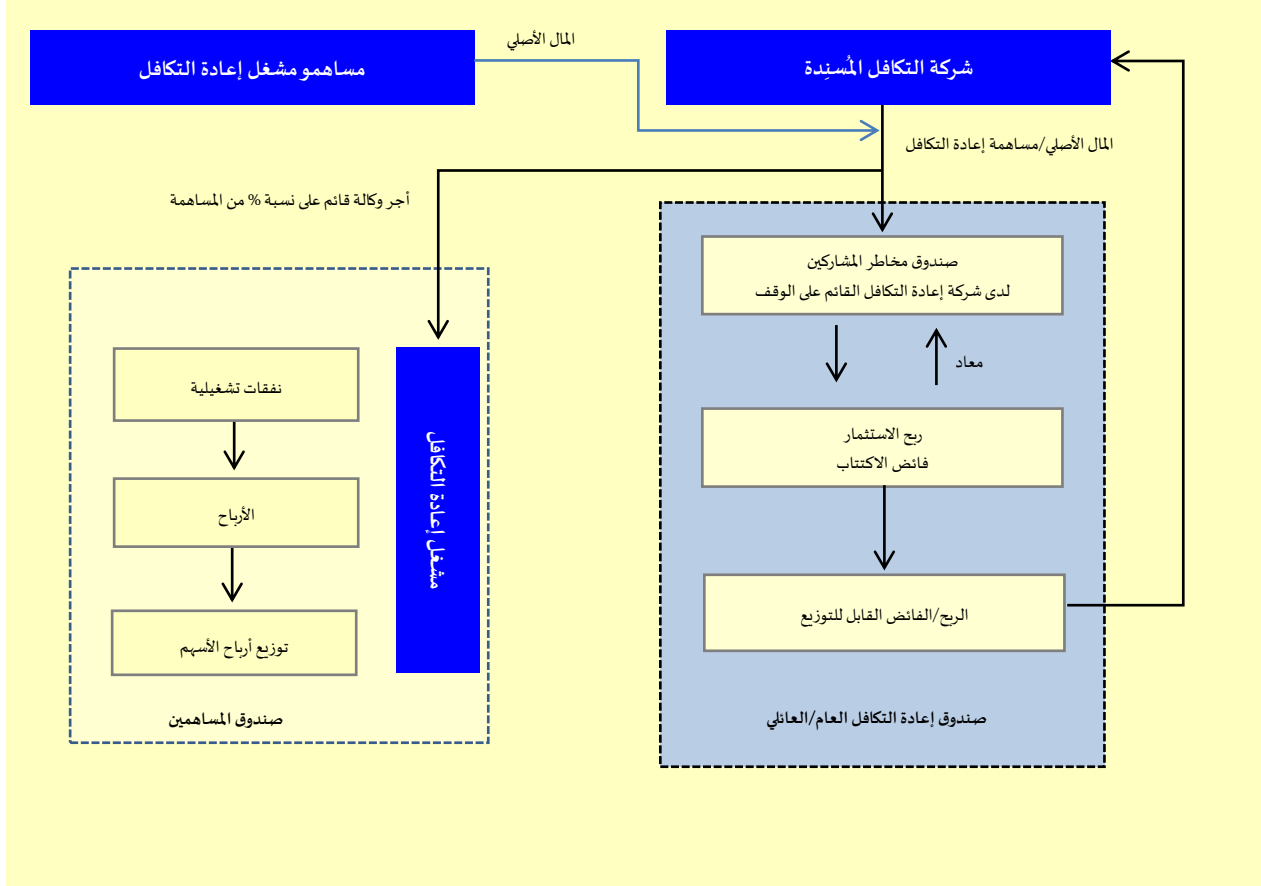 المال الأصلي
شركة التكافل المُسنِدة
مساهمو مشغل إعادة التكافل
المال الأصلي/مساهمة إعادة التكافل
أجر وكالة قائم على نسبة % من المساهمة
صندوق مخاطر المشاركين
لدى شركة إعادة التكافل القائم على الوقف
معاد
ربح الاستثمار
فائض الاكتتاب
الربح/الفائض القابل للتوزيع
صندوق إعادة التكافل العام/العائلي
مشغل إعادة التكافل
نفقات تشغيلية
الأرباح
توزيع أرباح الأسهم
صندوق المساهمين